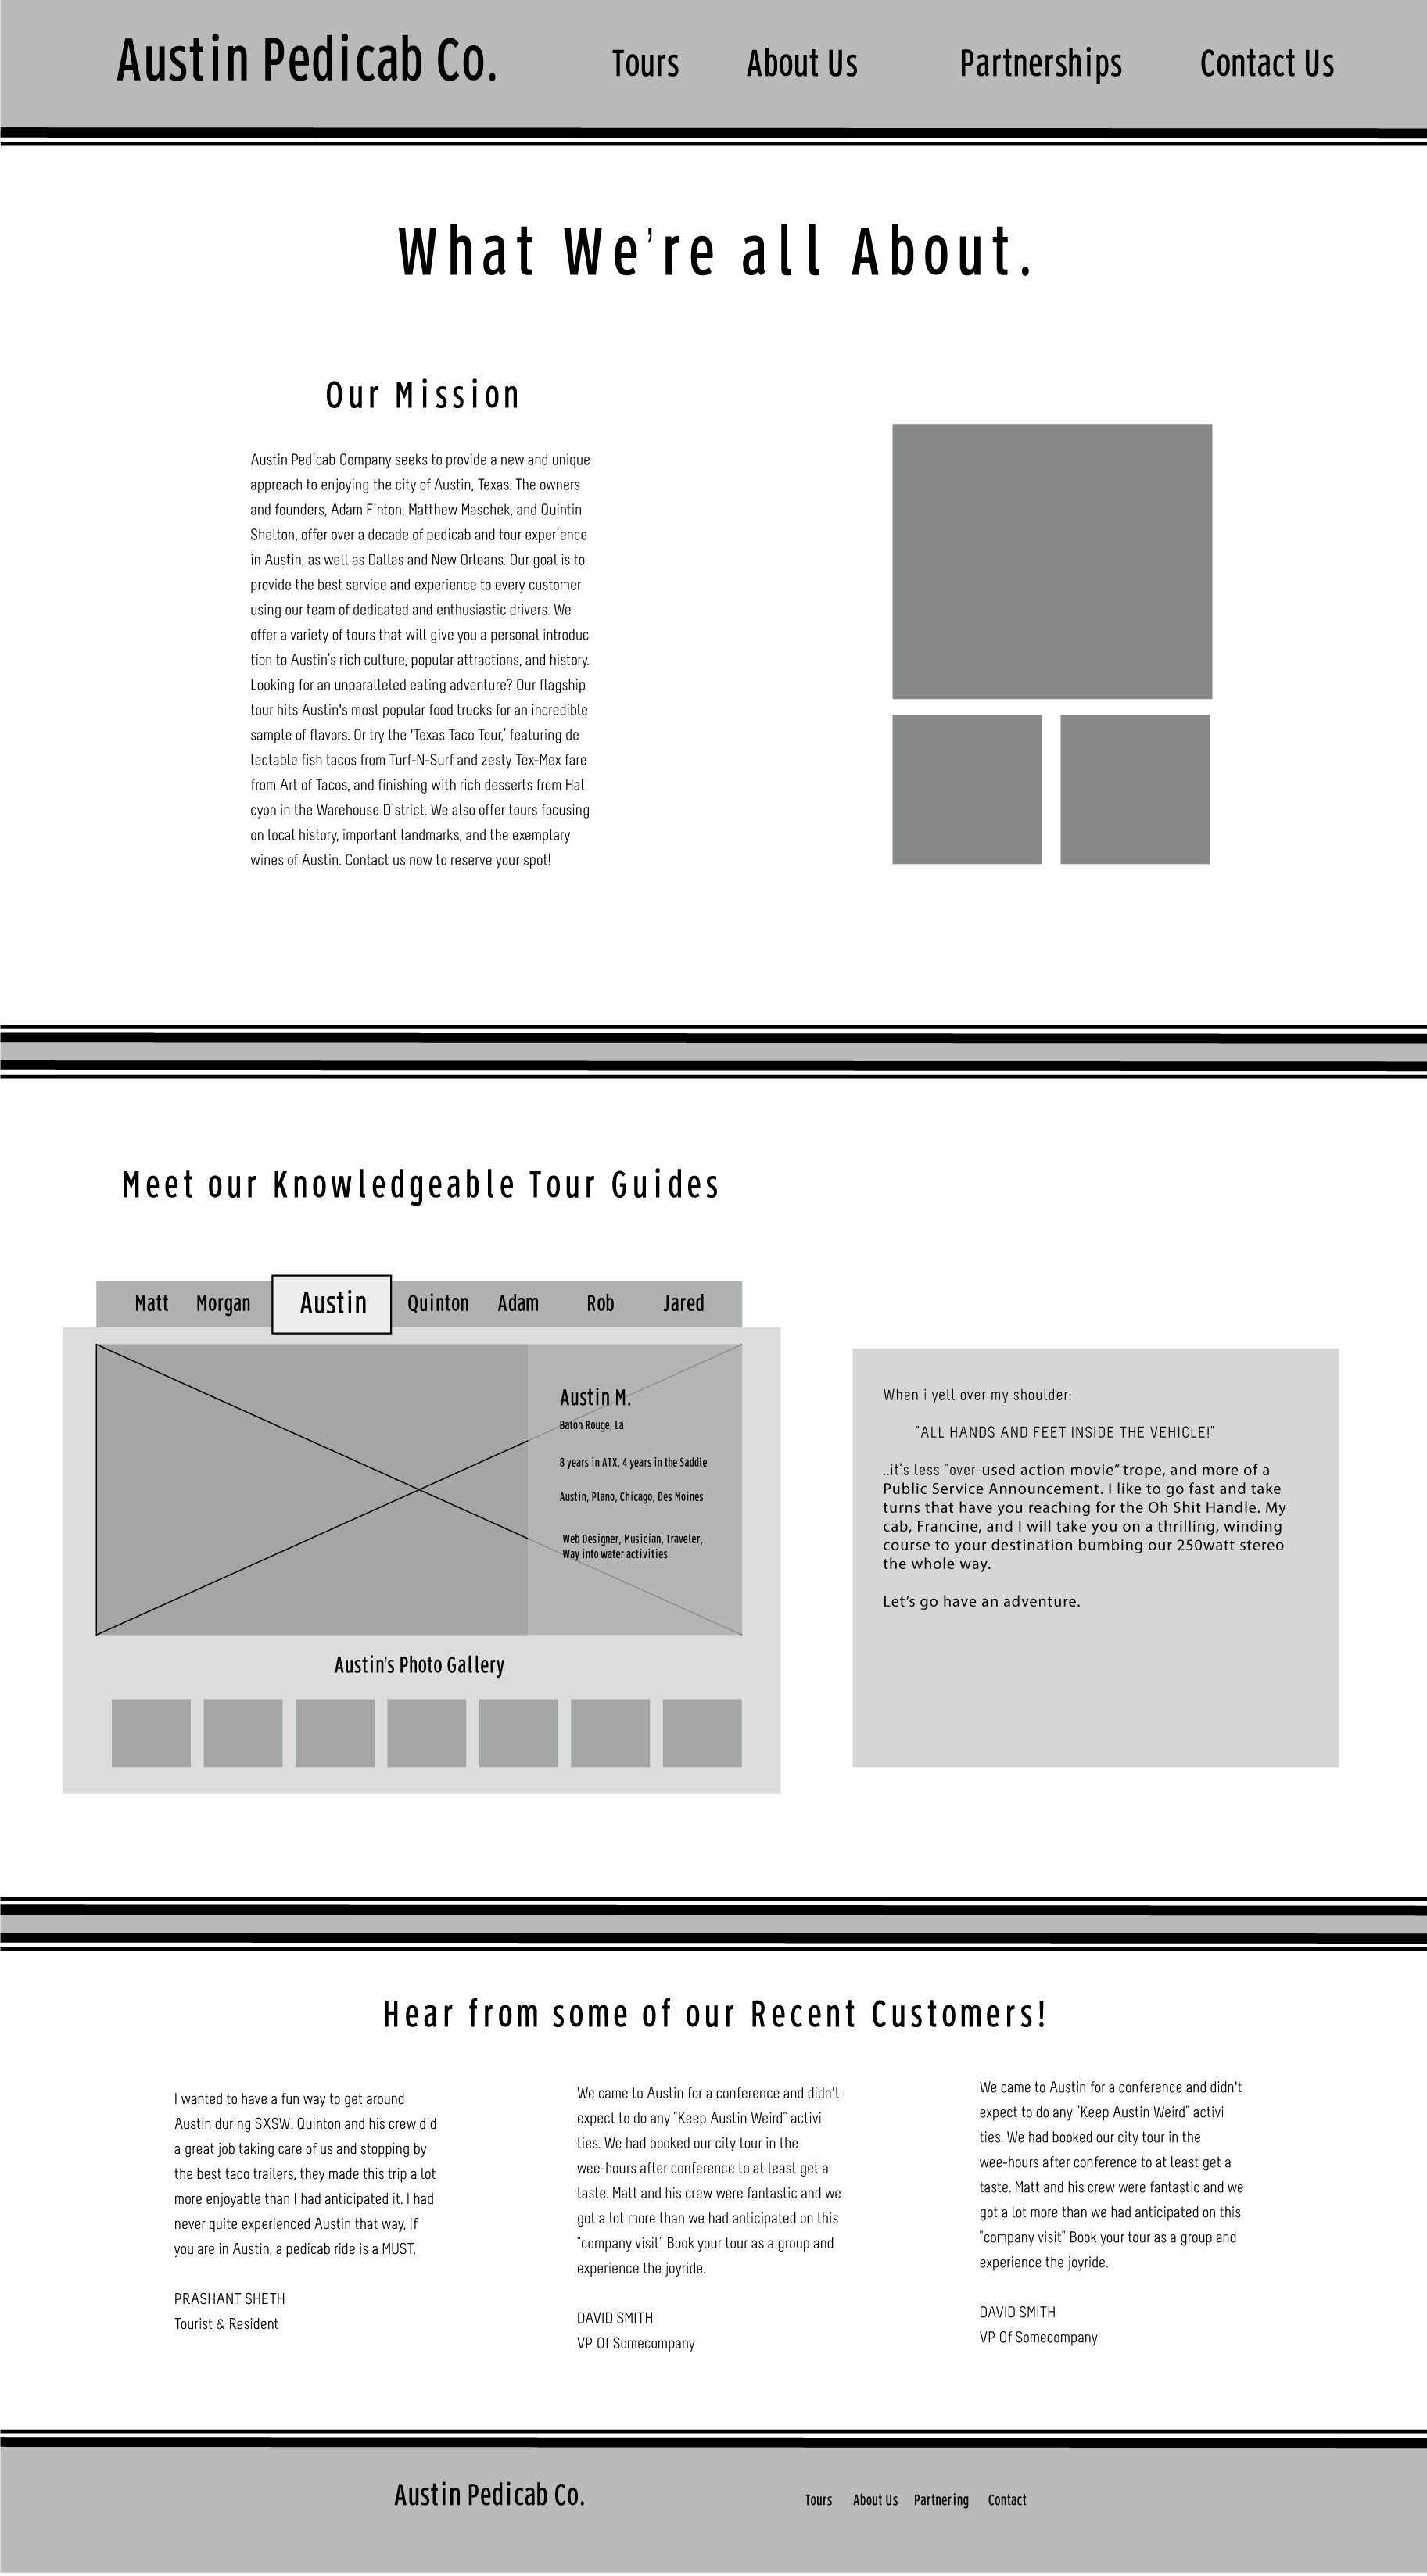 Austin Pedicab Co. Tours About Us Partnerships Contact Us
What We're all About.
Our Mission
Austin Pedicab Company seeks to provide a new and unique
approach to enjoying the city of Austin, Texas. The owners
and founders, Adam Finton, Matthew Maschek, and Quintin
Shelton, offer over a decade of pedicab and tour experience
in Austin, as well as Dallas and New Orleans. Our goal is to
provide the best service and experience to every customer
using our team of dedicated and enthusiastic drivers. We
offer a variety of tours that will give you a personal introduc
tion to Austin's rich culture, popular attractions, and history.
Looking for an unparalleled eating adventure? Our flagship
tour hits Austin's most popular food trucks for an incredible
sample of flavors. Or try the 'Texas Taco Tour,' featuring de
lectable fish tacos from Turf-N-Surf and zesty Tex-Mex fare
from Art of Tacos, and finishing with rich desserts from Hal
cyon in the Warehouse District. We also offer tours focusing
on local history, important landmarks, and the exemplary
wines of Austin. Contact us now to reserve your spot!
Meet our Knowledgeable Tour Guides
Matt Morgan Austin Quinton Adam Rob Jared
Austin M.
Baton Rouge, La
8 years in ATX, 4 years in the Saddle
Austin, Plano, Chicago, Des Moines
Web Designer, Musician, Traveler,
Way into water activities
Austin's Photo Gallery
When i yell over my shoulder:
"ALL HANDS AND FEET INSIDE THE VEHICLE!"
..it's less "over-used action movie" trope, and more of a
Public Service Announcement. I like to go fast and take
turns that have you reaching for the Oh Shit Handle. My
cab, Francine, and I will take you on a thrilling, winding
course to your destination bumbing our 250watt stereo
the whole way.
Let's go have an adventure.
Hear from some of our Recent Customers!
I wanted to have a fun way to get around
Austin during SXSW. Quinton and his crew did
a great job taking care of us and stopping by
the best taco trailers, they made this trip a lot
more enjoyable than I had anticipated it. I had
never quite experienced Austin that way, If
you are in Austin, a pedicab ride is a MUST.
PRASHANT SHETH
Tourist & Resident
We came to Austin for a conference and didn't
expect to do any "Keep Austin Weird" activi
ties. We had booked our city tour in the
wee-hours after conference to at least get a
taste. Matt and his crew were fantastic and we
got a lot more than we had anticipated on this
"company visit" Book your tour as a group and
experience the joyride.
DAVID SMITH
VP Of Somecompany
We came to Austin for a conference and didn't
expect to do any "Keep Austin Weird" activi
ties. We had booked our city tour in the
wee-hours after conference to at least get a
taste. Matt and his crew were fantastic and we
got a lot more than we had anticipated on this
"company visit" Book your tour as a group and
experience the joyride.
DAVID SMITH
VP Of Somecompany
Austin Pedicab Co. Tours About Us Partnering Contact